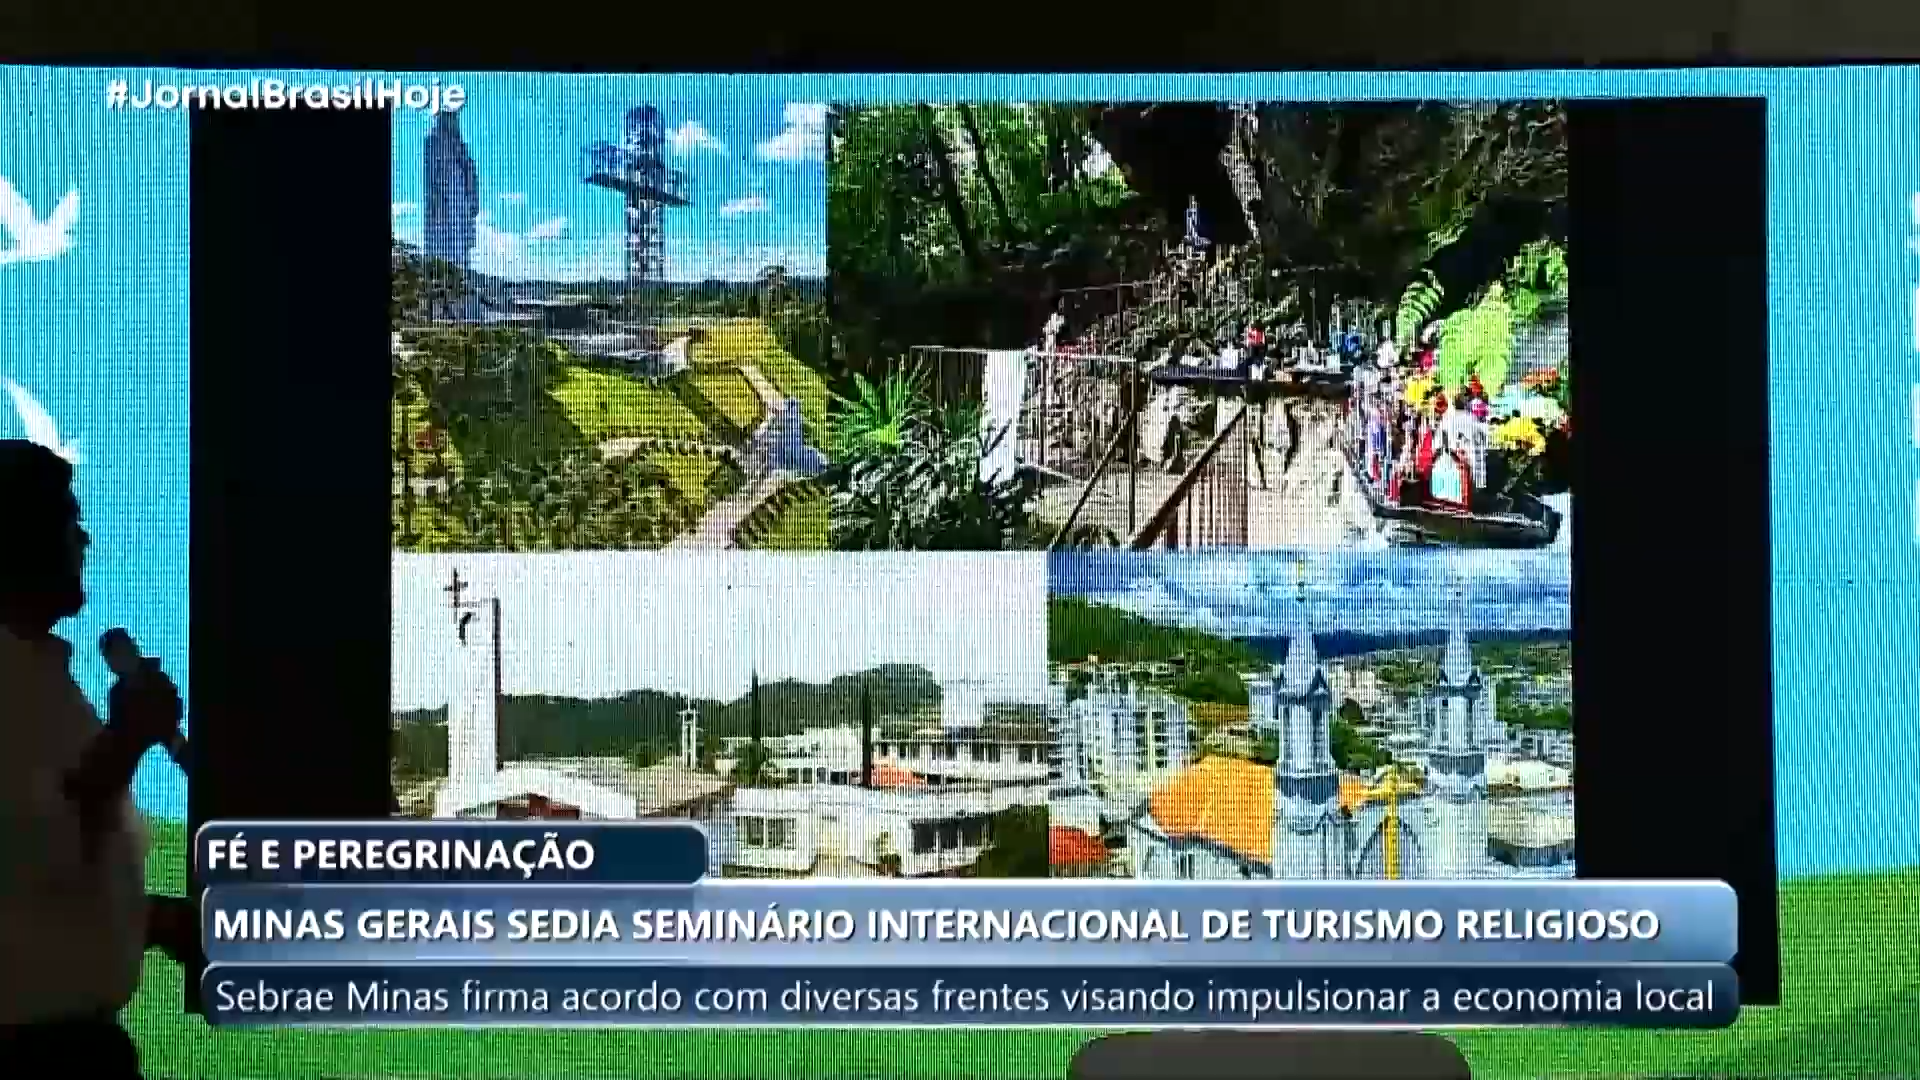 #JornalBrasilHoje
FÉ E PEREGRINAÇÃO
MINAS GERAIS SEDIA SEMINÁRIO INTERNACIONAL DE TURISMO RELIGIOSO
Sebrae Minas firma acordo com diversas frentes visando impulsionar a economia local